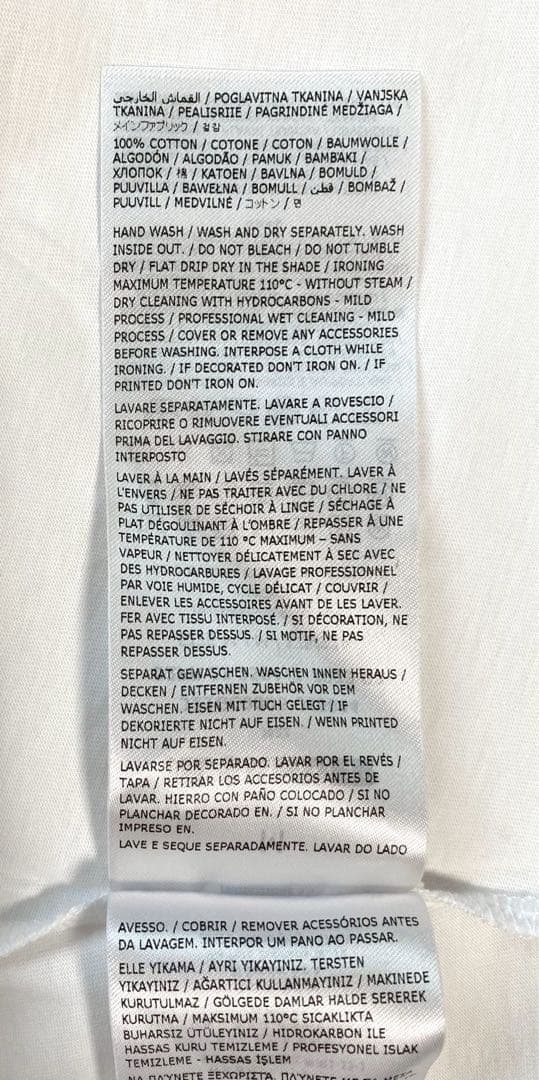 القماش الخارجي / POGLAVITNA TKANINA / VANJSKA
TKANINA / PEALISRIIE / PAGRINDINĖ MEDŽIAGA /
メインファブリック / 겉감
100% COTTON / COTONE / COTON / BAUMWOLLE /
ALGODÓN / ALGODÃO / PAMUK / ΒΑΜΒΑΚΙ /
ХЛОПОК / 棉 / KATOEN / BAVLNA / BOMULD /
PUUVILLA / BAWEŁNA / BOMULL / قطن / BOMBAŽ /
PUUVILL / MEDVILNĖ / コットン / 면
HAND WASH / WASH AND DRY SEPARATELY. WASH
INSIDE OUT. / DO NOT BLEACH / DO NOT TUMBLE
DRY / FLAT DRIP DRY IN THE SHADE / IRONING
MAXIMUM TEMPERATURE 110°C - WITHOUT STEAM /
DRY CLEANING WITH HYDROCARBONS - MILD
PROCESS / PROFESSIONAL WET CLEANING - MILD
PROCESS / COVER OR REMOVE ANY ACCESSORIES
BEFORE WASHING. INTERPOSE A CLOTH WHILE
IRONING. / IF DECORATED DON'T IRON ON. / IF
PRINTED DON'T IRON ON.
LAVARE SEPARATAMENTE. LAVARE A ROVESCIO /
RICOPRIRE O RIMUOVERE EVENTUALI ACCESSORI
PRIMA DEL LAVAGGIO. STIRARE CON PANNO
INTERPOSTO
LAVER À LA MAIN / LAVÉS SÉPARÉMENT. LAVER À
L'ENVERS / NE PAS TRAITER AVEC DU CHLORE / NE
PAS UTILISER DE SÉCHOIR À LINGE / SÉCHAGE À
PLAT DÉGOULINANT À L'OMBRE / REPASSER À UNE
TEMPÉRATURE DE 110 °C MAXIMUM – SANS
VAPEUR / NETTOYER DÉLICATEMENT À SEC AVEC
DES HYDROCARBURES / LAVAGE PROFESSIONNEL
PAR VOIE HUMIDE, CYCLE DÉLICAT / COUVRIR /
ENLEVER LES ACCESSOIRES AVANT DE LES LAVER.
FER AVEC TISSU INTERPOSÉ. / SI DÉCORATION, NE
PAS REPASSER DESSUS. / SI MOTIF, NE PAS
REPASSER DESSUS.
SEPARAT GEWASCHEN. WASCHEN INNEN HERAUS /
DECKEN / ENTFERNEN ZUBEHÖR VOR DEM
WASCHEN. EISEN MIT TUCH GELEGT / IF
DEKORIERTE NICHT AUF EISEN. / WENN PRINTED
NICHT AUF EISEN.
LAVARSE POR SEPARADO. LAVAR POR EL REVÉS /
TAPA / RETIRAR LOS ACCESORIOS ANTES DE
LAVAR. HIERRO CON PAÑO COLOCADO / SI NO
PLANCHAR DECORADO EN. / SI NO PLANCHAR
IMPRESO EN.
LAVE E SEQUE SEPARADAMENTE. LAVAR DO LADO
AVESSO. / COBRIR / REMOVER ACESSÓRIOS ANTES
DA LAVAGEM. INTERPOR UM PANO AO PASSAR.
ELLE YIKAMA / AYRI YIKAYINIZ. TERSTEN
YIKAYINIZ / AĞARTICI KULLANMAYINIZ / MAKINEDE
KURUTULMAZ / GÖLGEDE DAMLAR HALDE SEREREK
KURUTMA / MAKSIMUM 110°C SICAKLIKTA
BUHARSIZ ÜTÜLEYINIZ / HIDROKARBON ILE
HASSAS KURU TEMIZLEME / PROFESYONEL ISLAK
TEMIZLEME - HASSAS IŞLEM
ΝΑ ΠΛΎΝΕΤΕ ΞΕΧΩΡΙΣΤΆ. ΠΛΎΝΕΤΕ ΜΕ ΤΑ